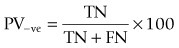 PV₋ᵥₑ = TN / (TN + FN) × 100